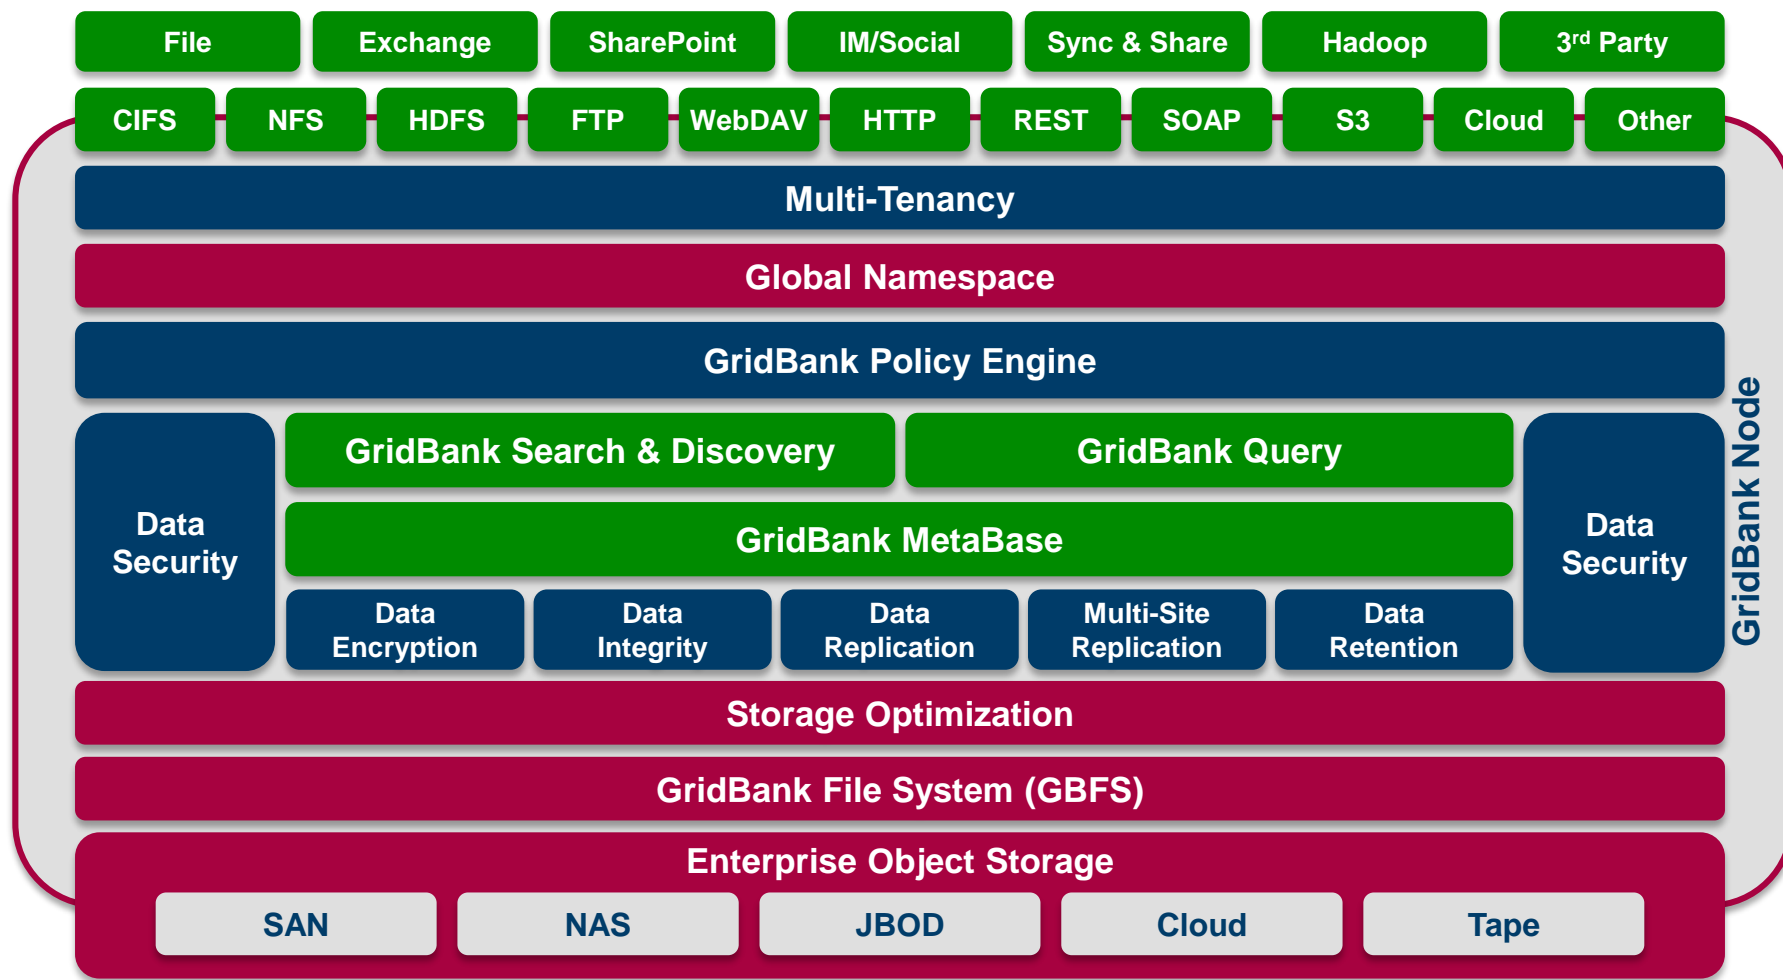 File
Exchange
SharePoint
IM/Social
Sync & Share
Hadoop
3rd Party
CIFS
NFS
HDFS
FTP
WebDAV
HTTP
REST
SOAP
S3
Cloud
Other
Multi-Tenancy
Global Namespace
GridBank Policy Engine
Data
Security
GridBank Search & Discovery
GridBank Query
GridBank MetaBase
Data
Encryption
Data
Integrity
Data
Replication
Multi-Site
Replication
Data
Retention
Data
Security
GridBank Node
Storage Optimization
GridBank File System (GBFS)
Enterprise Object Storage
SAN
NAS
JBOD
Cloud
Tape